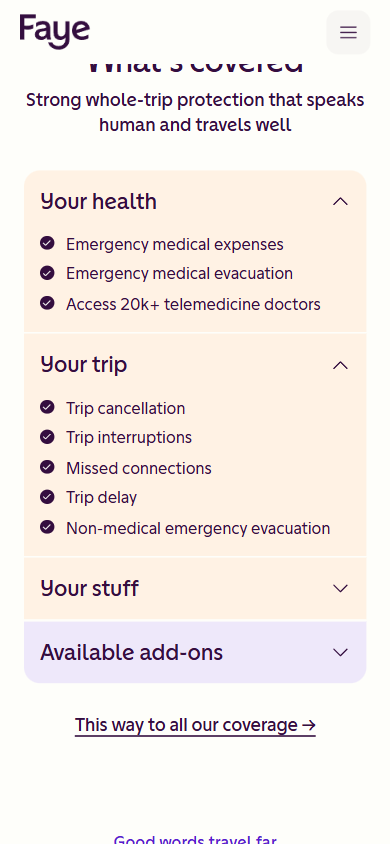 Faye
What's covered
Strong whole-trip protection that speaks
human and travels well
Your health
Emergency medical expenses
Emergency medical evacuation
Access 20k+ telemedicine doctors
Your trip
Trip cancellation
Trip interruptions
Missed connections
Trip delay
Non-medical emergency evacuation
Your stuff
Available add-ons
This way to all our coverage →
Good words travel far